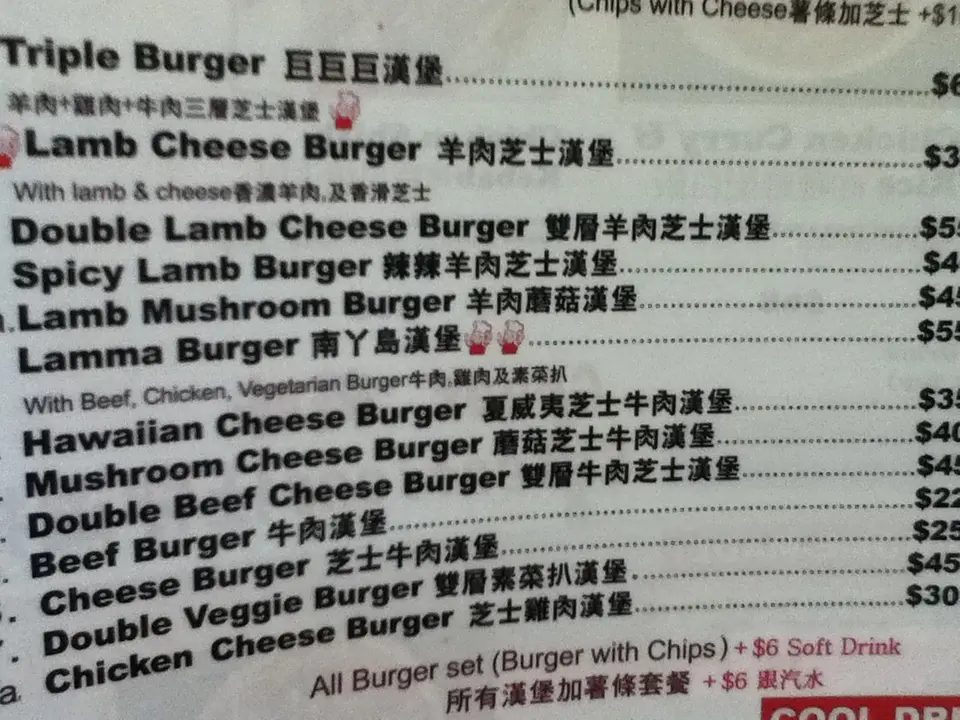 (Chips with Cheese薯條加芝士 +$1
Triple Burger 巨巨巨漢堡..........$6
羊肉+雞肉+牛肉三層芝士漢堡
Lamb Cheese Burger 羊肉芝士漢堡..........$3
With lamb & cheese香濃羊肉,及香滑芝士
Double Lamb Cheese Burger 雙層羊肉芝士漢堡..........$55
Spicy Lamb Burger 辣辣羊肉芝士漢堡..........$4
Lamb Mushroom Burger 羊肉蘑菇漢堡..........$45
Lamma Burger 南丫島漢堡..........$55
With Beef, Chicken, Vegetarian Burger牛肉,雞肉及素菜扒
Hawaiian Cheese Burger 夏威夷芝士牛肉漢堡..........$35
Mushroom Cheese Burger 蘑菇芝士牛肉漢堡..........$40
Double Beef Cheese Burger 雙層牛肉芝士漢堡..........$45
Beef Burger 牛肉漢堡..........$22
Cheese Burger 芝士牛肉漢堡..........$25
Double Veggie Burger 雙層素菜扒漢堡..........$45
Chicken Cheese Burger 芝士雞肉漢堡..........$30
All Burger set (Burger with Chips) + $6 Soft Drink
所有漢堡加薯條套餐 + $6 跟汽水
COOL DRI